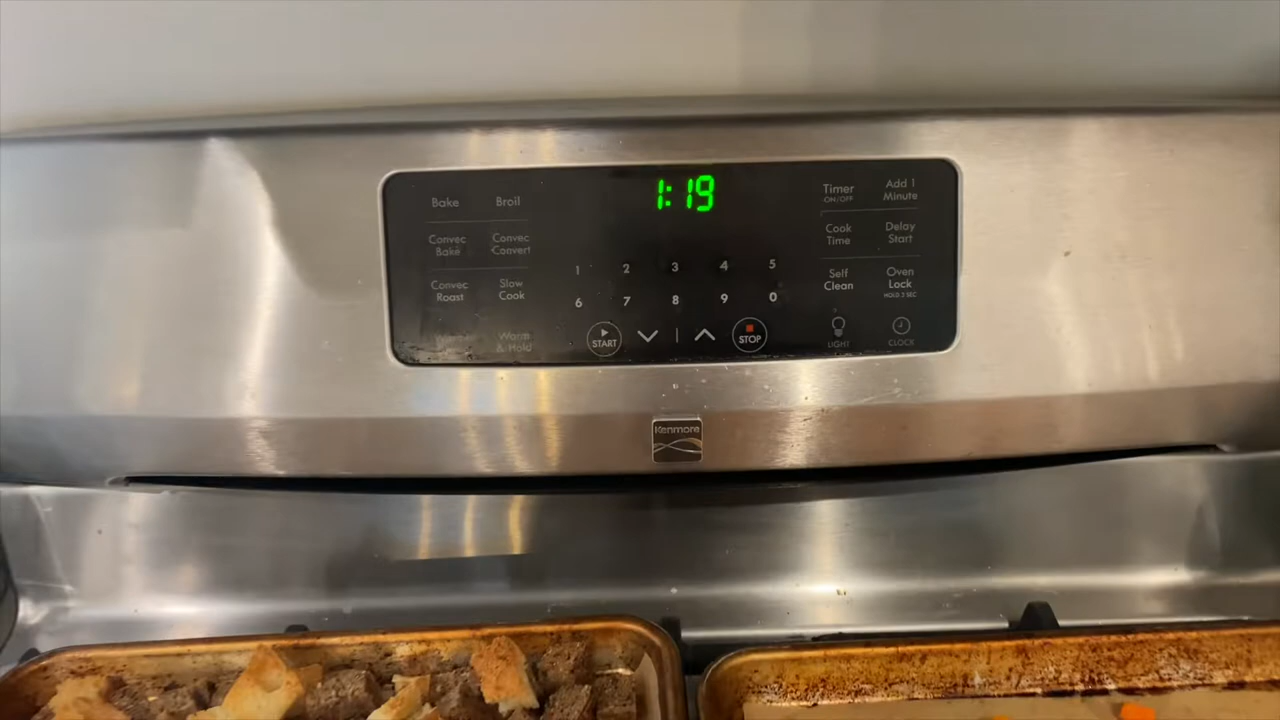 1:19
Bake Broil
Convec Bake
Convec Convert
Convec Roast
Slow Cook
Warm & Hold
1 2 3 4 5
6 7 8 9 0
START
STOP
Timer
ON/OFF
Add 1 Minute
Cook Time
Delay Start
Self Clean
Oven Lock
HOLD 3 SEC
LIGHT
CLOCK
Kenmore